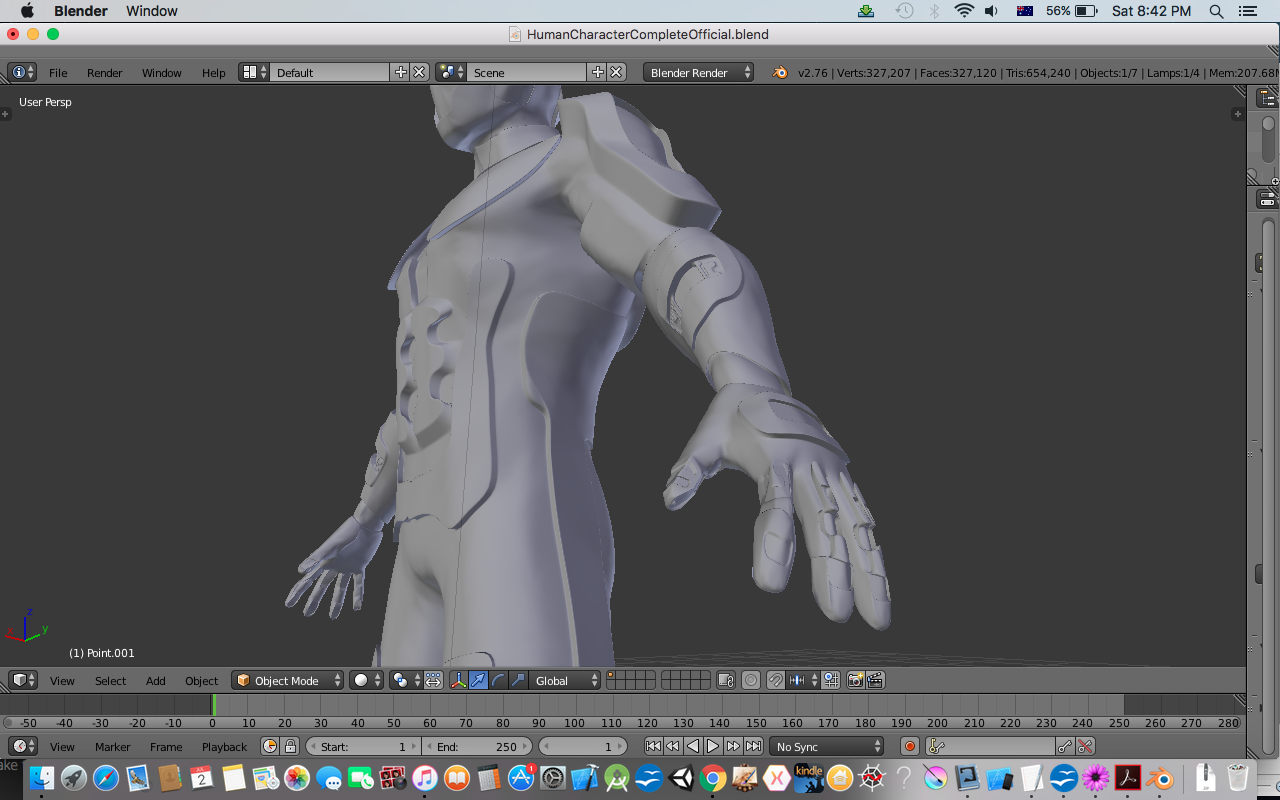 Blender Window 56% Sat 8:42 PM
HumanCharacterCompleteOfficial.blend
File Render Window Help Default Scene Blender Render v2.76 | Verts:327,207 | Faces:327,120 | Tris:654,240 | Objects:1/7 | Lamps:1/4 | Mem:207.68M
User Persp
z
x y
(1) Point.001
View Select Add Object Object Mode Global
-50 -40 -30 -20 -10 0 10 20 30 40 50 60 70 80 90 100 110 120 130 140 150 160 170 180 190 200 210 220 230 240 250 260 270 280
View Marker Frame Playback Start: 1 End: 250 1 No Sync
ake
2
1
kindle